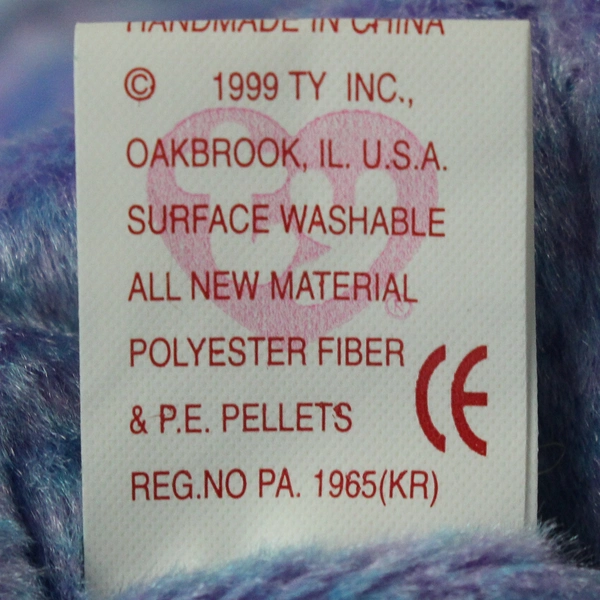 HANDMADE IN CHINA
© 1999 TY INC.,
OAKBROOK, IL. U.S.A.
SURFACE WASHABLE
ALL NEW MATERIAL
POLYESTER FIBER
& P.E. PELLETS
REG.NO PA. 1965(KR)
ty ®
CE